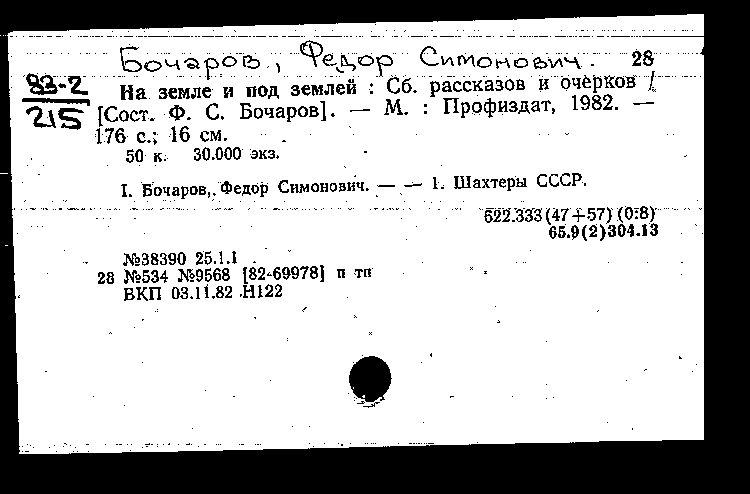 Бочаров, Федор Симонович. 28
83-2
215
На земле и под землей : Сб. рассказов и очерков /
[Сост. Ф. С. Бочаров]. — М. : Профиздат, 1982. —
176 с.; 16 см.
50 к. 30.000 экз.
I. Бочаров, Федор Симонович. — — 1. Шахтеры СССР.
622.333(47+57)(0:8)
65.9(2)304.13
№38390 25.1.1
28 №534 №9568 [82-69978] п тп
ВКП 03.11.82 Н122